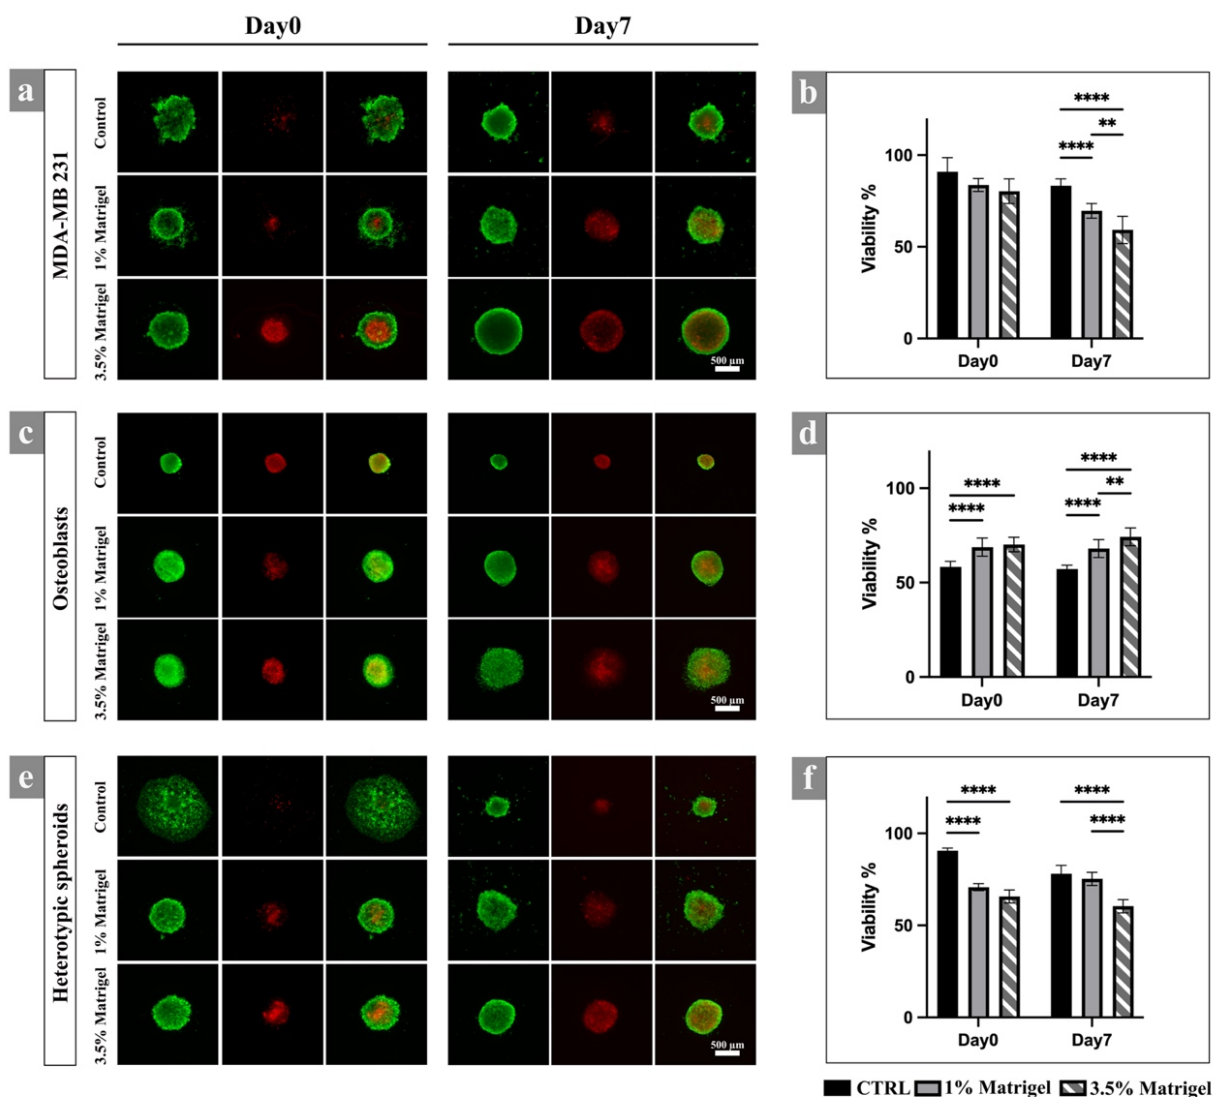 Day0
Day7
a
MDA-MB 231
Control
1% Matrigel
3.5% Matrigel
500 µm
b
Viability %
100
50
0
****
**
****
Day0
Day7
c
Osteoblasts
Control
1% Matrigel
3.5% Matrigel
500 µm
d
Viability %
100
50
0
****
****
****
**
****
Day0
Day7
e
Heterotypic spheroids
Control
1% Matrigel
3.5% Matrigel
500 µm
f
Viability %
100
50
0
****
****
****
****
Day0
Day7
CTRL
1% Matrigel
3.5% Matrigel